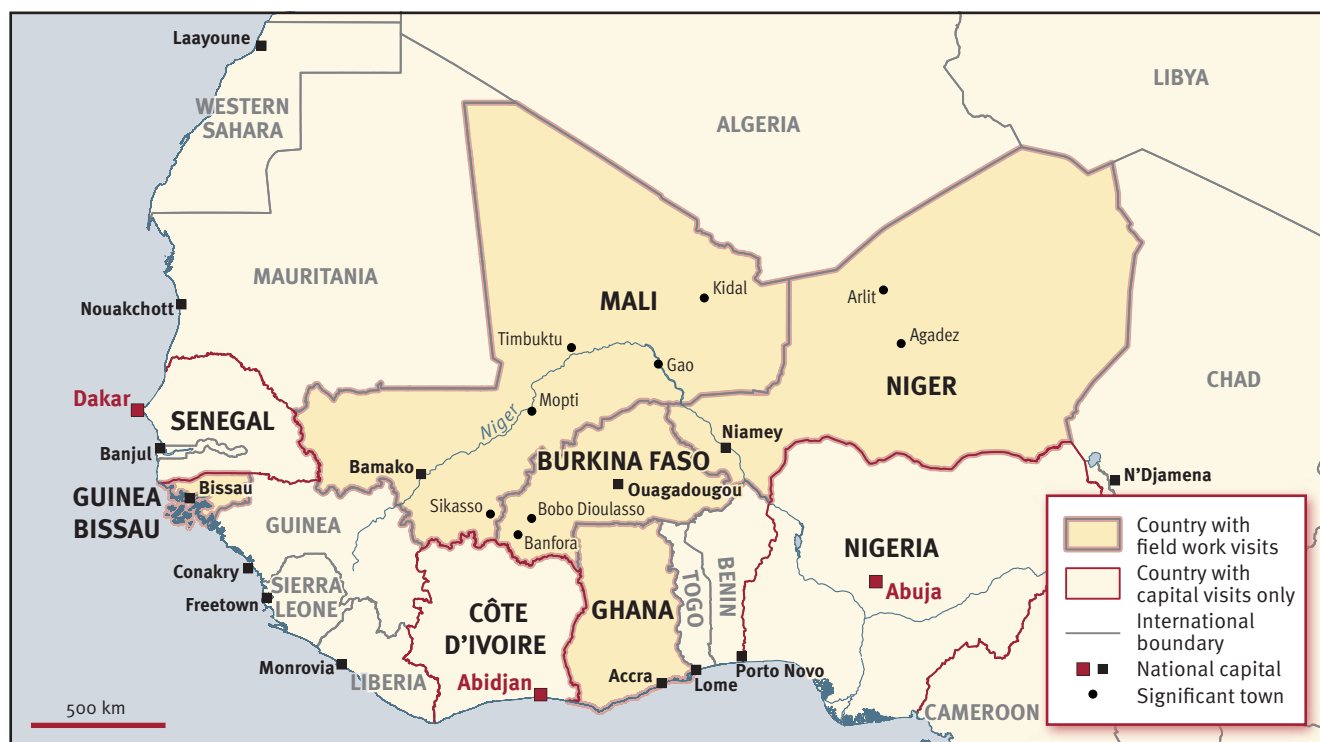 Laayoune
LIBYA
WESTERN
SAHARA
ALGERIA
MAURITANIA
Kidal
Arlit
MALI
Nouakchott
Timbuktu
Agadez
Gao
NIGER
CHAD
Dakar
SENEGAL
Mopti
Niger
Niamey
Banjul
BURKINA FASO
Bamako
N’Djamena
Bissau
Ouagadougou
GUINEA
BISSAU
Sikasso
Bobo Dioulasso
GUINEA
Banfora
NIGERIA
BENIN
Conakry
SIERRA
LEONE
TOGO
Abuja
Freetown
GHANA
CÔTE
D’IVOIRE
Monrovia
LIBERIA
Abidjan
Accra
Lome
Porto Novo
CAMEROON
500 km
Country with
field work visits
Country with
capital visits only
International
boundary
National capital
Significant town